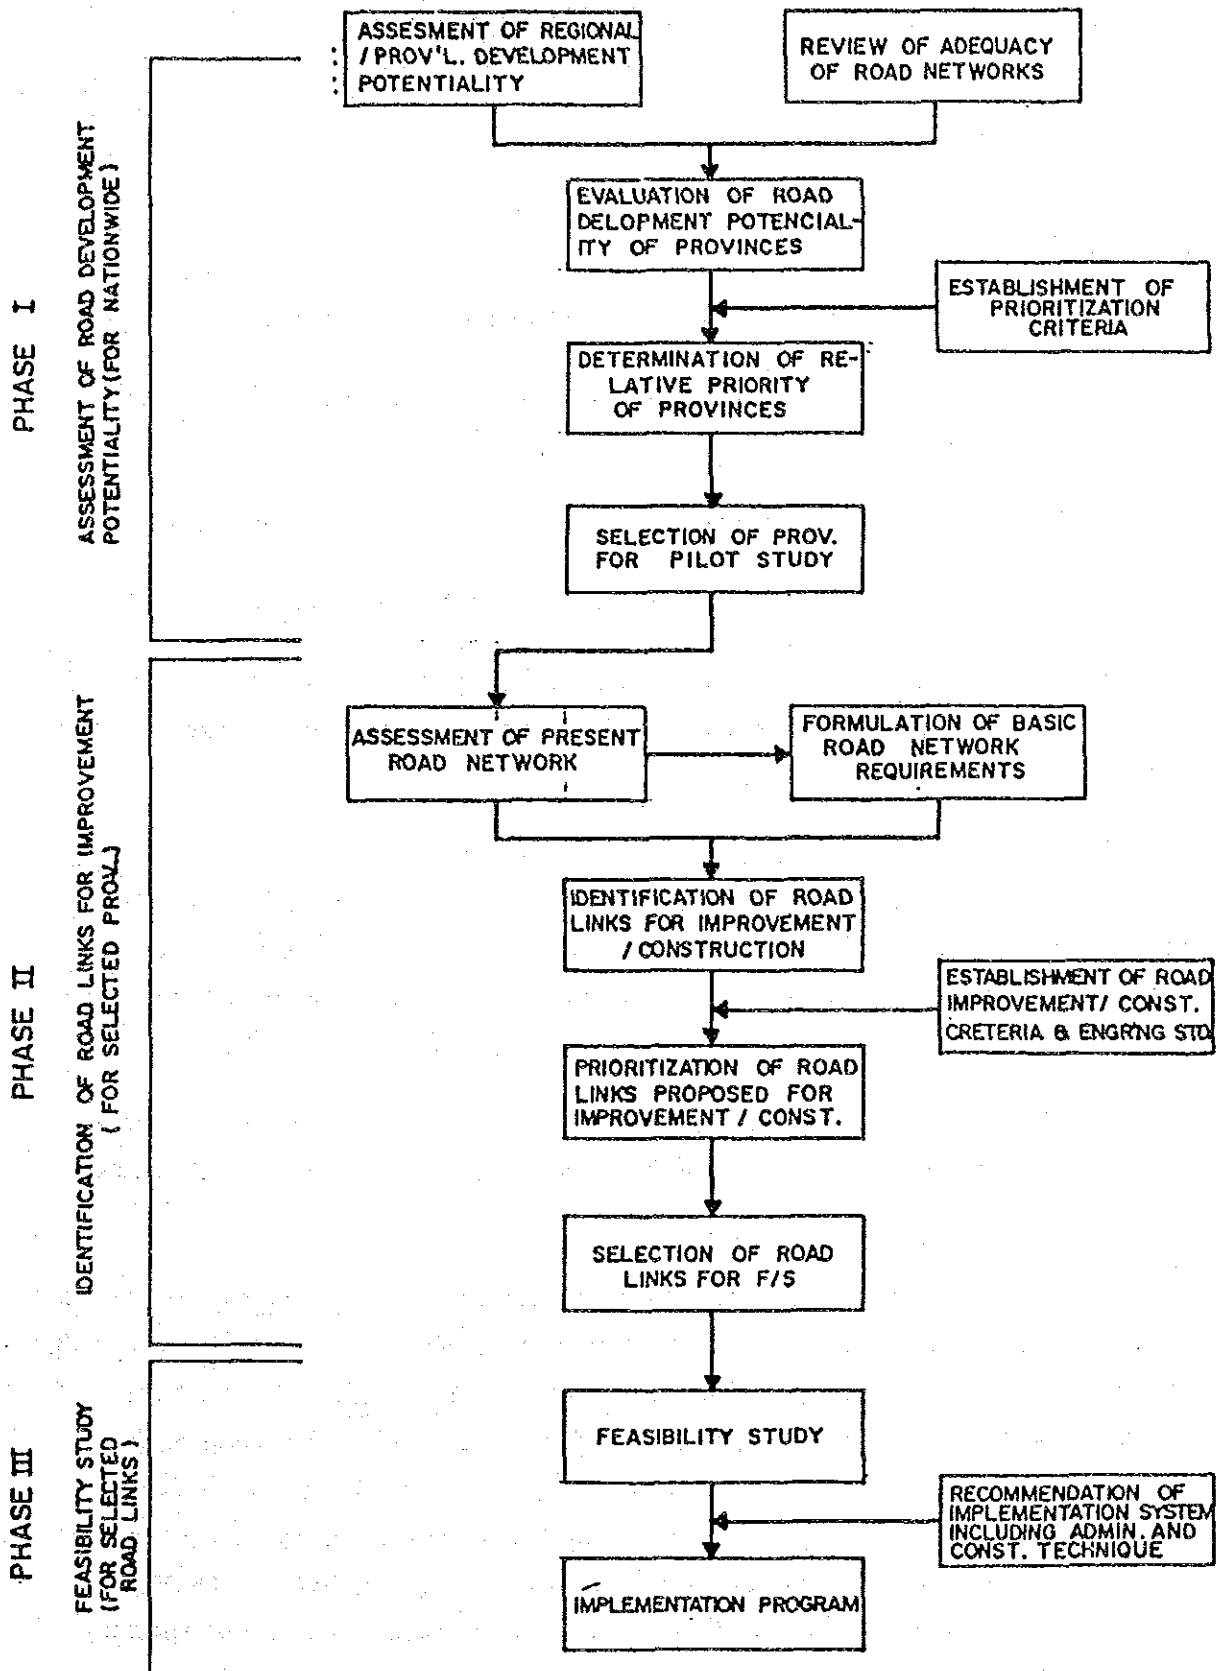 PHASE I
ASSESSMENT OF ROAD DEVELOPMENT
POTENTIALITY (FOR NATIONWIDE)
ASSESMENT OF REGIONAL
/ PROV'L. DEVELOPMENT
POTENTIALITY
REVIEW OF ADEQUACY
OF ROAD NETWORKS
EVALUATION OF ROAD
DELOPMENT POTENCIAL-
ITY OF PROVINCES
ESTABLISHMENT OF
PRIORITIZATION
CRITERIA
DETERMINATION OF RE-
LATIVE PRIORITY
OF PROVINCES
SELECTION OF PROV.
FOR PILOT STUDY
PHASE II
IDENTIFICATION OF ROAD LINKS FOR IMPROVEMENT
( FOR SELECTED PROV.)
ASSESSMENT OF PRESENT
ROAD NETWORK
FORMULATION OF BASIC
ROAD NETWORK
REQUIREMENTS
IDENTIFICATION OF ROAD
LINKS FOR IMPROVEMENT
/ CONSTRUCTION
ESTABLISHMENT OF ROAD
IMPROVEMENT/ CONST.
CRETERIA & ENGR'NG STD.
PRIORITIZATION OF ROAD
LINKS PROPOSED FOR
IMPROVEMENT / CONST.
SELECTION OF ROAD
LINKS FOR F/S
PHASE III
FEASIBILITY STUDY
(FOR SELECTED
ROAD LINKS )
FEASIBILITY STUDY
RECOMMENDATION OF
IMPLEMENTATION SYSTEM
INCLUDING ADMIN. AND
CONST. TECHNIQUE
IMPLEMENTATION PROGRAM